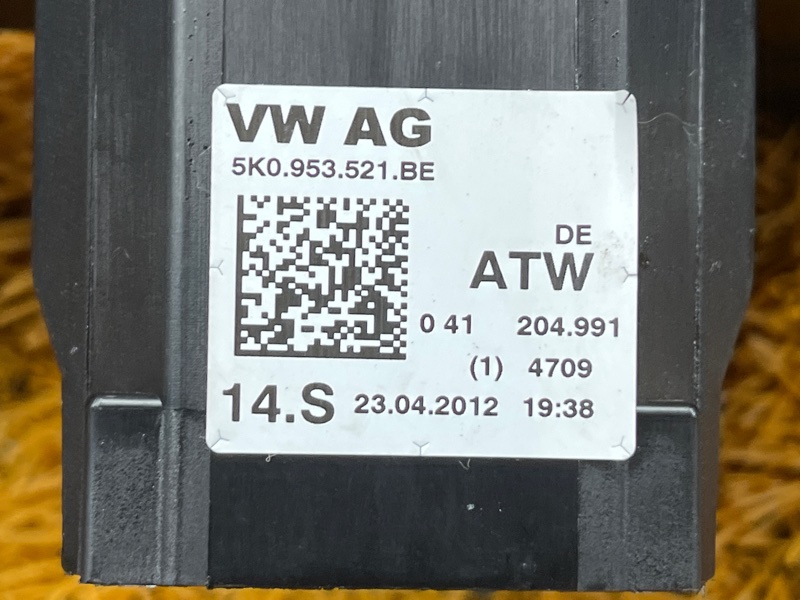 VW AG
5K0.953.521.BE
DE
ATW
0 41 204.991
(1) 4709
14.S 23.04.2012 19:38